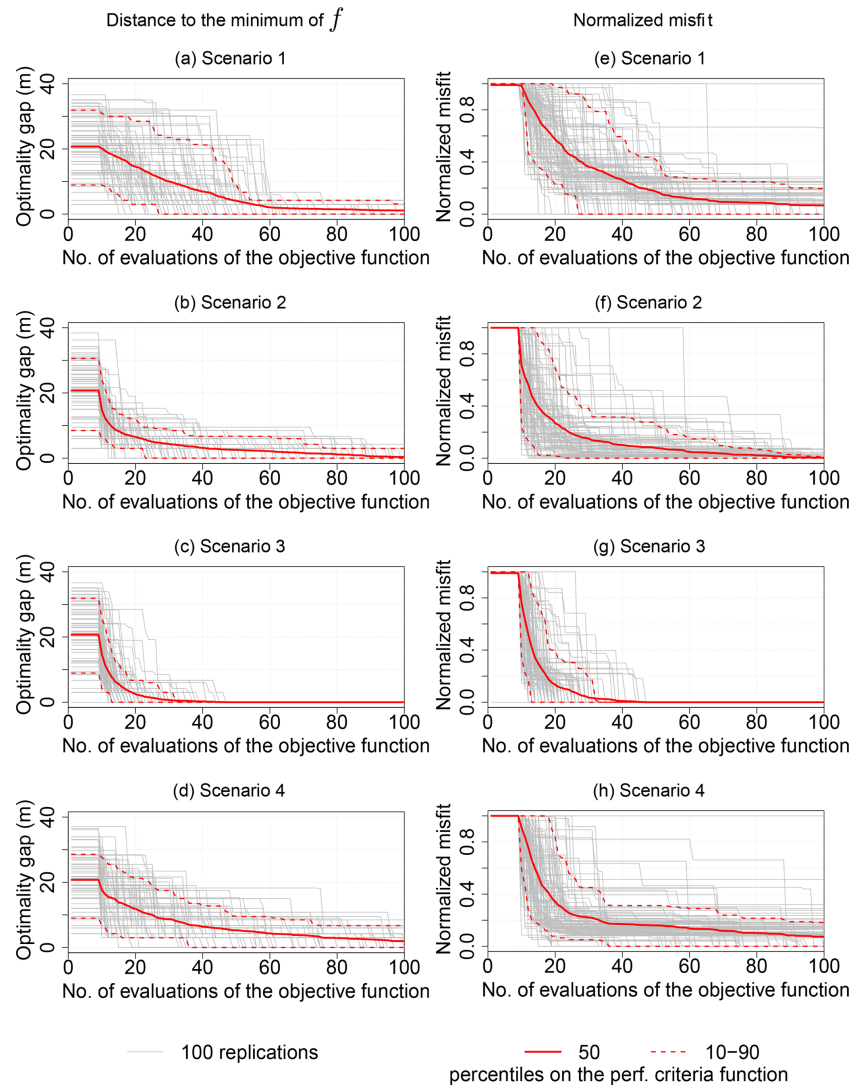 Distance to the minimum of f
Normalized misfit
(a) Scenario 1
Optimality gap (m)
40
20
0
0 20 40 60 80 100
No. of evaluations of the objective function
(e) Scenario 1
Normalized misfit
0.8
0.4
0.0
0 20 40 60 80 100
No. of evaluations of the objective function
(b) Scenario 2
Optimality gap (m)
40
20
0
0 20 40 60 80 100
No. of evaluations of the objective function
(f) Scenario 2
Normalized misfit
0.8
0.4
0.0
0 20 40 60 80 100
No. of evaluations of the objective function
(c) Scenario 3
Optimality gap (m)
40
20
0
0 20 40 60 80 100
No. of evaluations of the objective function
(g) Scenario 3
Normalized misfit
0.8
0.4
0.0
0 20 40 60 80 100
No. of evaluations of the objective function
(d) Scenario 4
Optimality gap (m)
40
20
0
0 20 40 60 80 100
No. of evaluations of the objective function
(h) Scenario 4
Normalized misfit
0.8
0.4
0.0
0 20 40 60 80 100
No. of evaluations of the objective function
100 replications
50 10−90
percentiles on the perf. criteria function